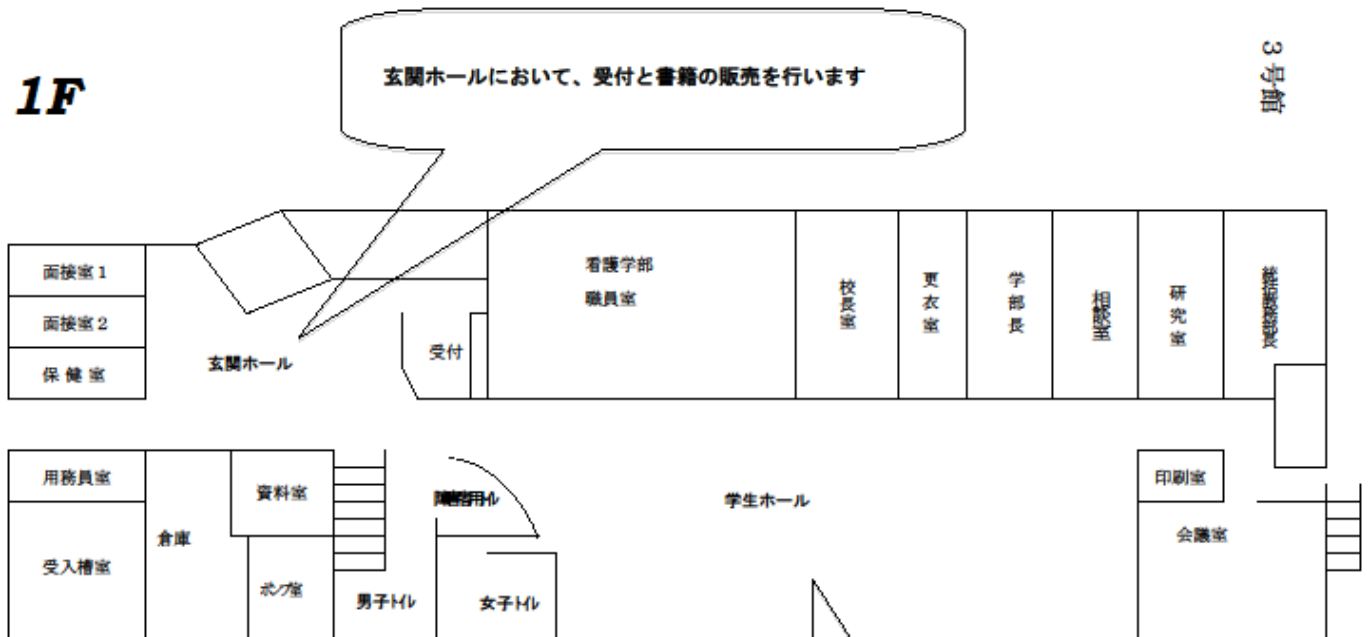 玄関ホールにおいて、受付と書籍の販売を行います
1F
3号館
面接室1
面接室2
保健室
玄関ホール
受付
看護学部
職員室
校長室
更衣室
学部長
相談室
研究室
用務員室
受入槽室
倉庫
資料室
ポンプ室
男子トイレ
女子トイレ
学生ホール
印刷室
会議室